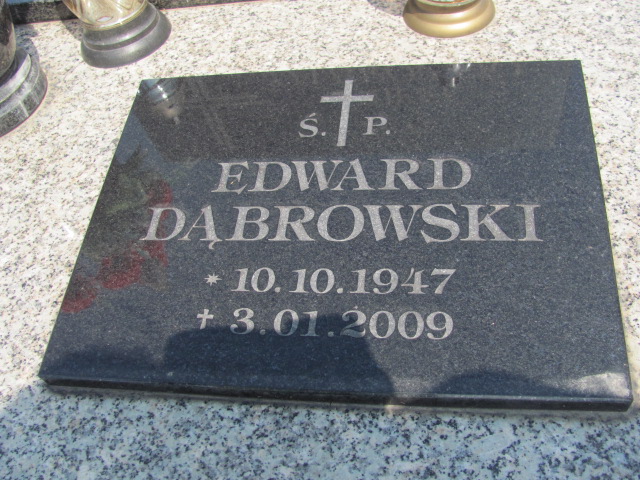 Ś. P.
EDWARD
DĄBROWSKI
* 10.10.1947
✝ 3.01.2009